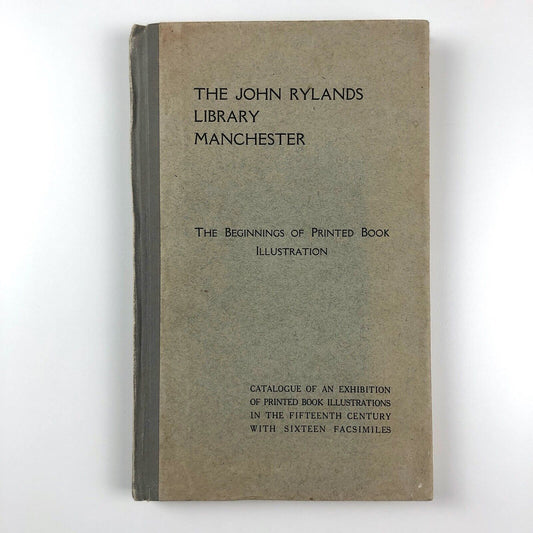 THE JOHN RYLANDS
LIBRARY
MANCHESTER
THE BEGINNINGS OF PRINTED BOOK
ILLUSTRATION
CATALOGUE OF AN EXHIBITION
OF PRINTED BOOK ILLUSTRATIONS
IN THE FIFTEENTH CENTURY
WITH SIXTEEN FACSIMILES